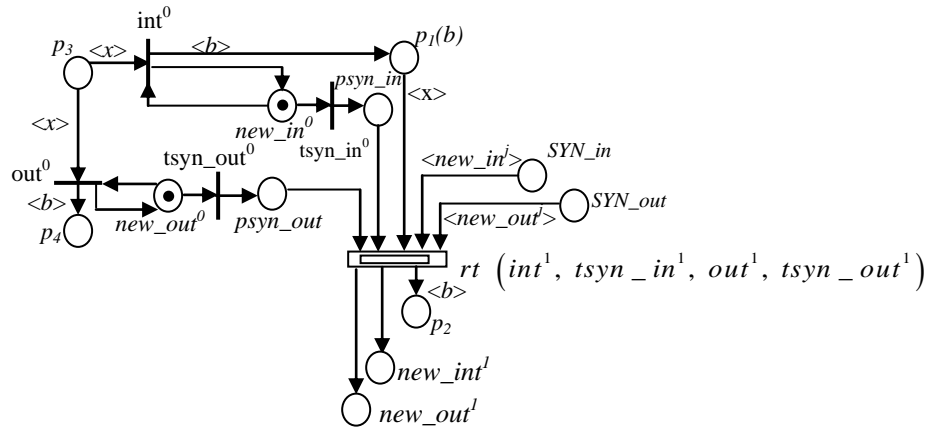 int⁰
p₃
<x>
<b>
p₁(b)
psyn_in
<x>
new_in⁰
tsyn_in⁰
<x>
tsyn_out⁰
out⁰
<b>
new_out⁰
psyn_out
p₄
<new_inʲ>
SYN_in
<new_outʲ>
SYN_out
rt (int¹, tsyn_in¹, out¹, tsyn_out¹)
<b>
p₂
new_int¹
new_out¹